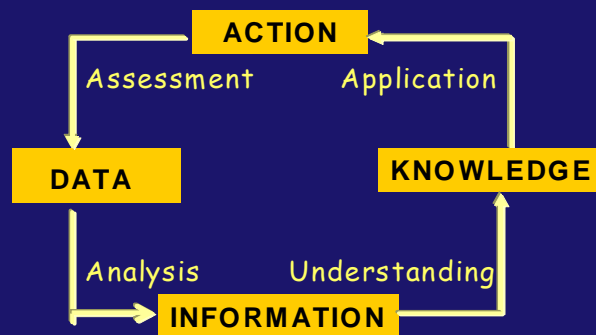 ACTION
Assessment
Application
DATA
KNOWLEDGE
Analysis
Understanding
INFORMATION